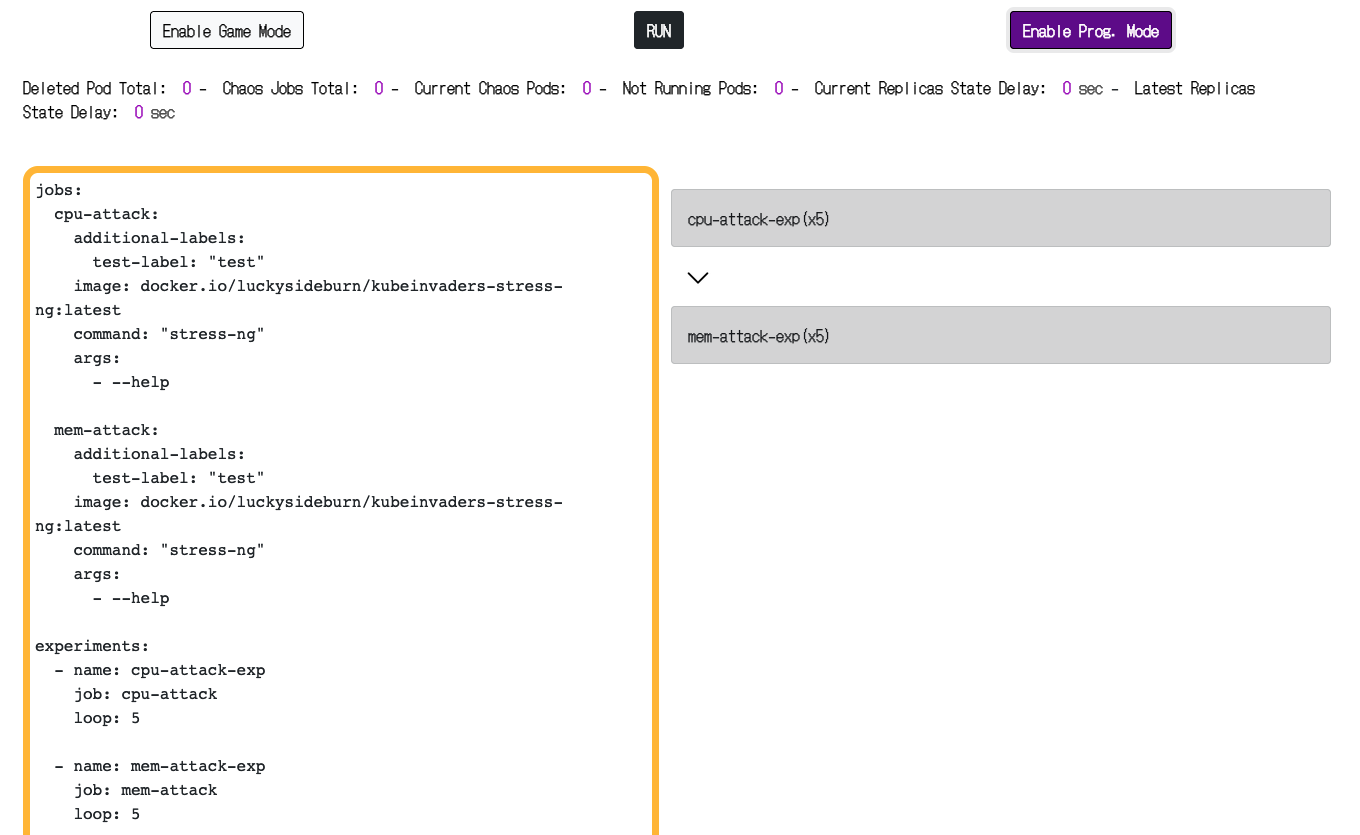 Enable Game Mode
RUN
Enable Prog. Mode
Deleted Pod Total: 0 - Chaos Jobs Total: 0 - Current Chaos Pods: 0 - Not Running Pods: 0 - Current Replicas State Delay: 0 sec - Latest Replicas
State Delay: 0 sec
jobs:
  cpu-attack:
    additional-labels:
      test-label: "test"
    image: docker.io/luckysideburn/kubeinvaders-stress-
ng:latest
    command: "stress-ng"
    args:
      - --help

  mem-attack:
    additional-labels:
      test-label: "test"
    image: docker.io/luckysideburn/kubeinvaders-stress-
ng:latest
    command: "stress-ng"
    args:
      - --help

experiments:
  - name: cpu-attack-exp
    job: cpu-attack
    loop: 5

  - name: mem-attack-exp
    job: mem-attack
    loop: 5
cpu-attack-exp(x5)
mem-attack-exp(x5)